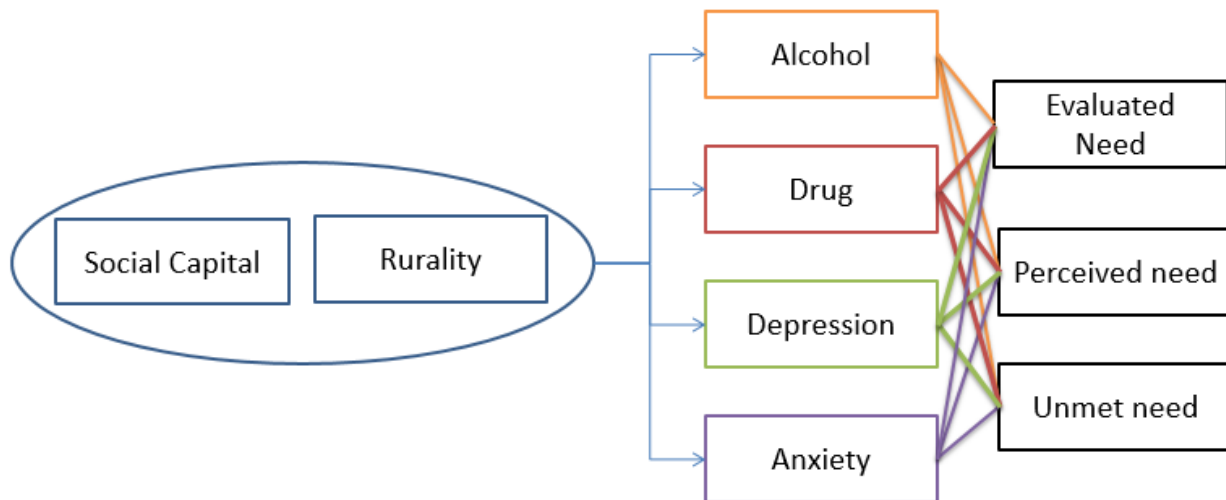 Social Capital
Rurality
Alcohol
Drug
Depression
Anxiety
Evaluated
Need
Perceived need
Unmet need